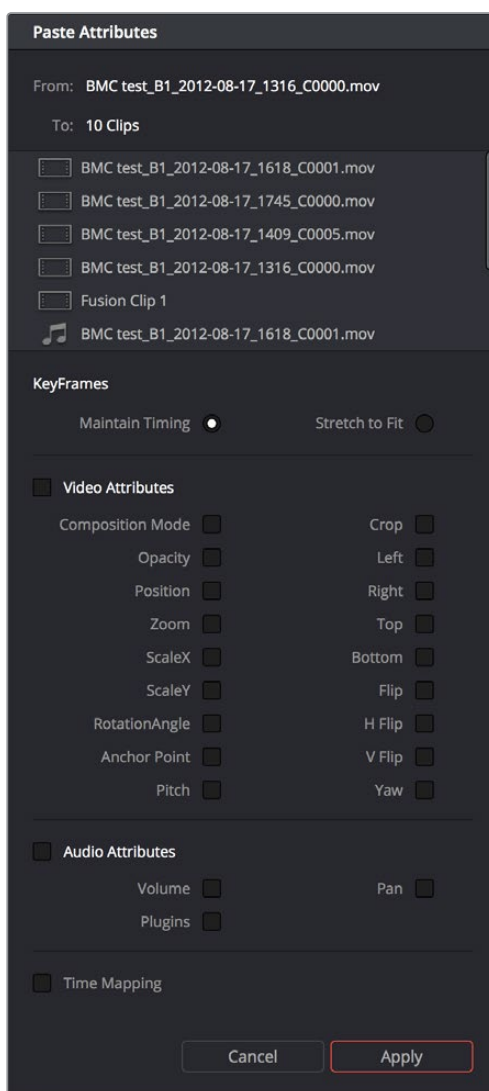 Paste Attributes
From: BMC test_B1_2012-08-17_1316_C0000.mov
To: 10 Clips
BMC test_B1_2012-08-17_1618_C0001.mov
BMC test_B1_2012-08-17_1745_C0000.mov
BMC test_B1_2012-08-17_1409_C0005.mov
BMC test_B1_2012-08-17_1316_C0000.mov
Fusion Clip 1
BMC test_B1_2012-08-17_1618_C0001.mov
KeyFrames
Maintain Timing Stretch to Fit
Video Attributes
Composition Mode Crop
Opacity Left
Position Right
Zoom Top
ScaleX Bottom
ScaleY Flip
RotationAngle H Flip
Anchor Point V Flip
Pitch Yaw
Audio Attributes
Volume Pan
Plugins
Time Mapping
Cancel Apply